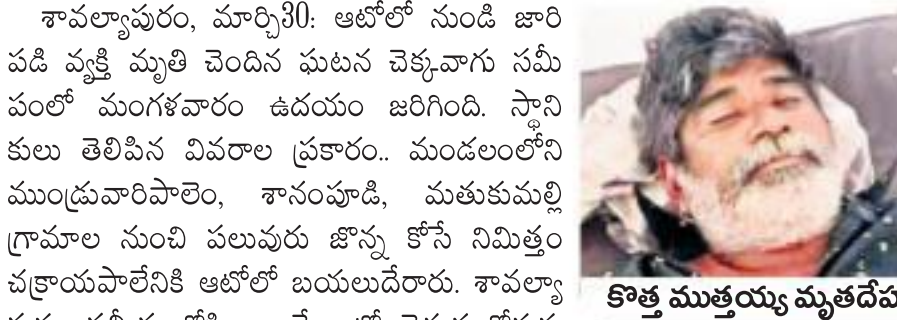 శావల్యాపురం, మార్చి30: ఆటోలో నుండి జారి
పడి వ్యక్తి మృతి చెందిన ఘటన చెక్కవాగు సమీ
పంలో మంగళవారం ఉదయం జరిగింది. స్థాని
కులు తెలిపిన వివరాల ప్రకారం.. మండలంలోని
ముండ్రువారిపాలెం, శానంపూడి, మతుకుమల్లి
గ్రామాల నుంచి పలువురు జొన్న కోసే నిమిత్తం
చక్రాయపాలేనికి ఆటోలో బయలుదేరారు. శావల్యా
కొత్త ముత్తయ్య మృతదేహ